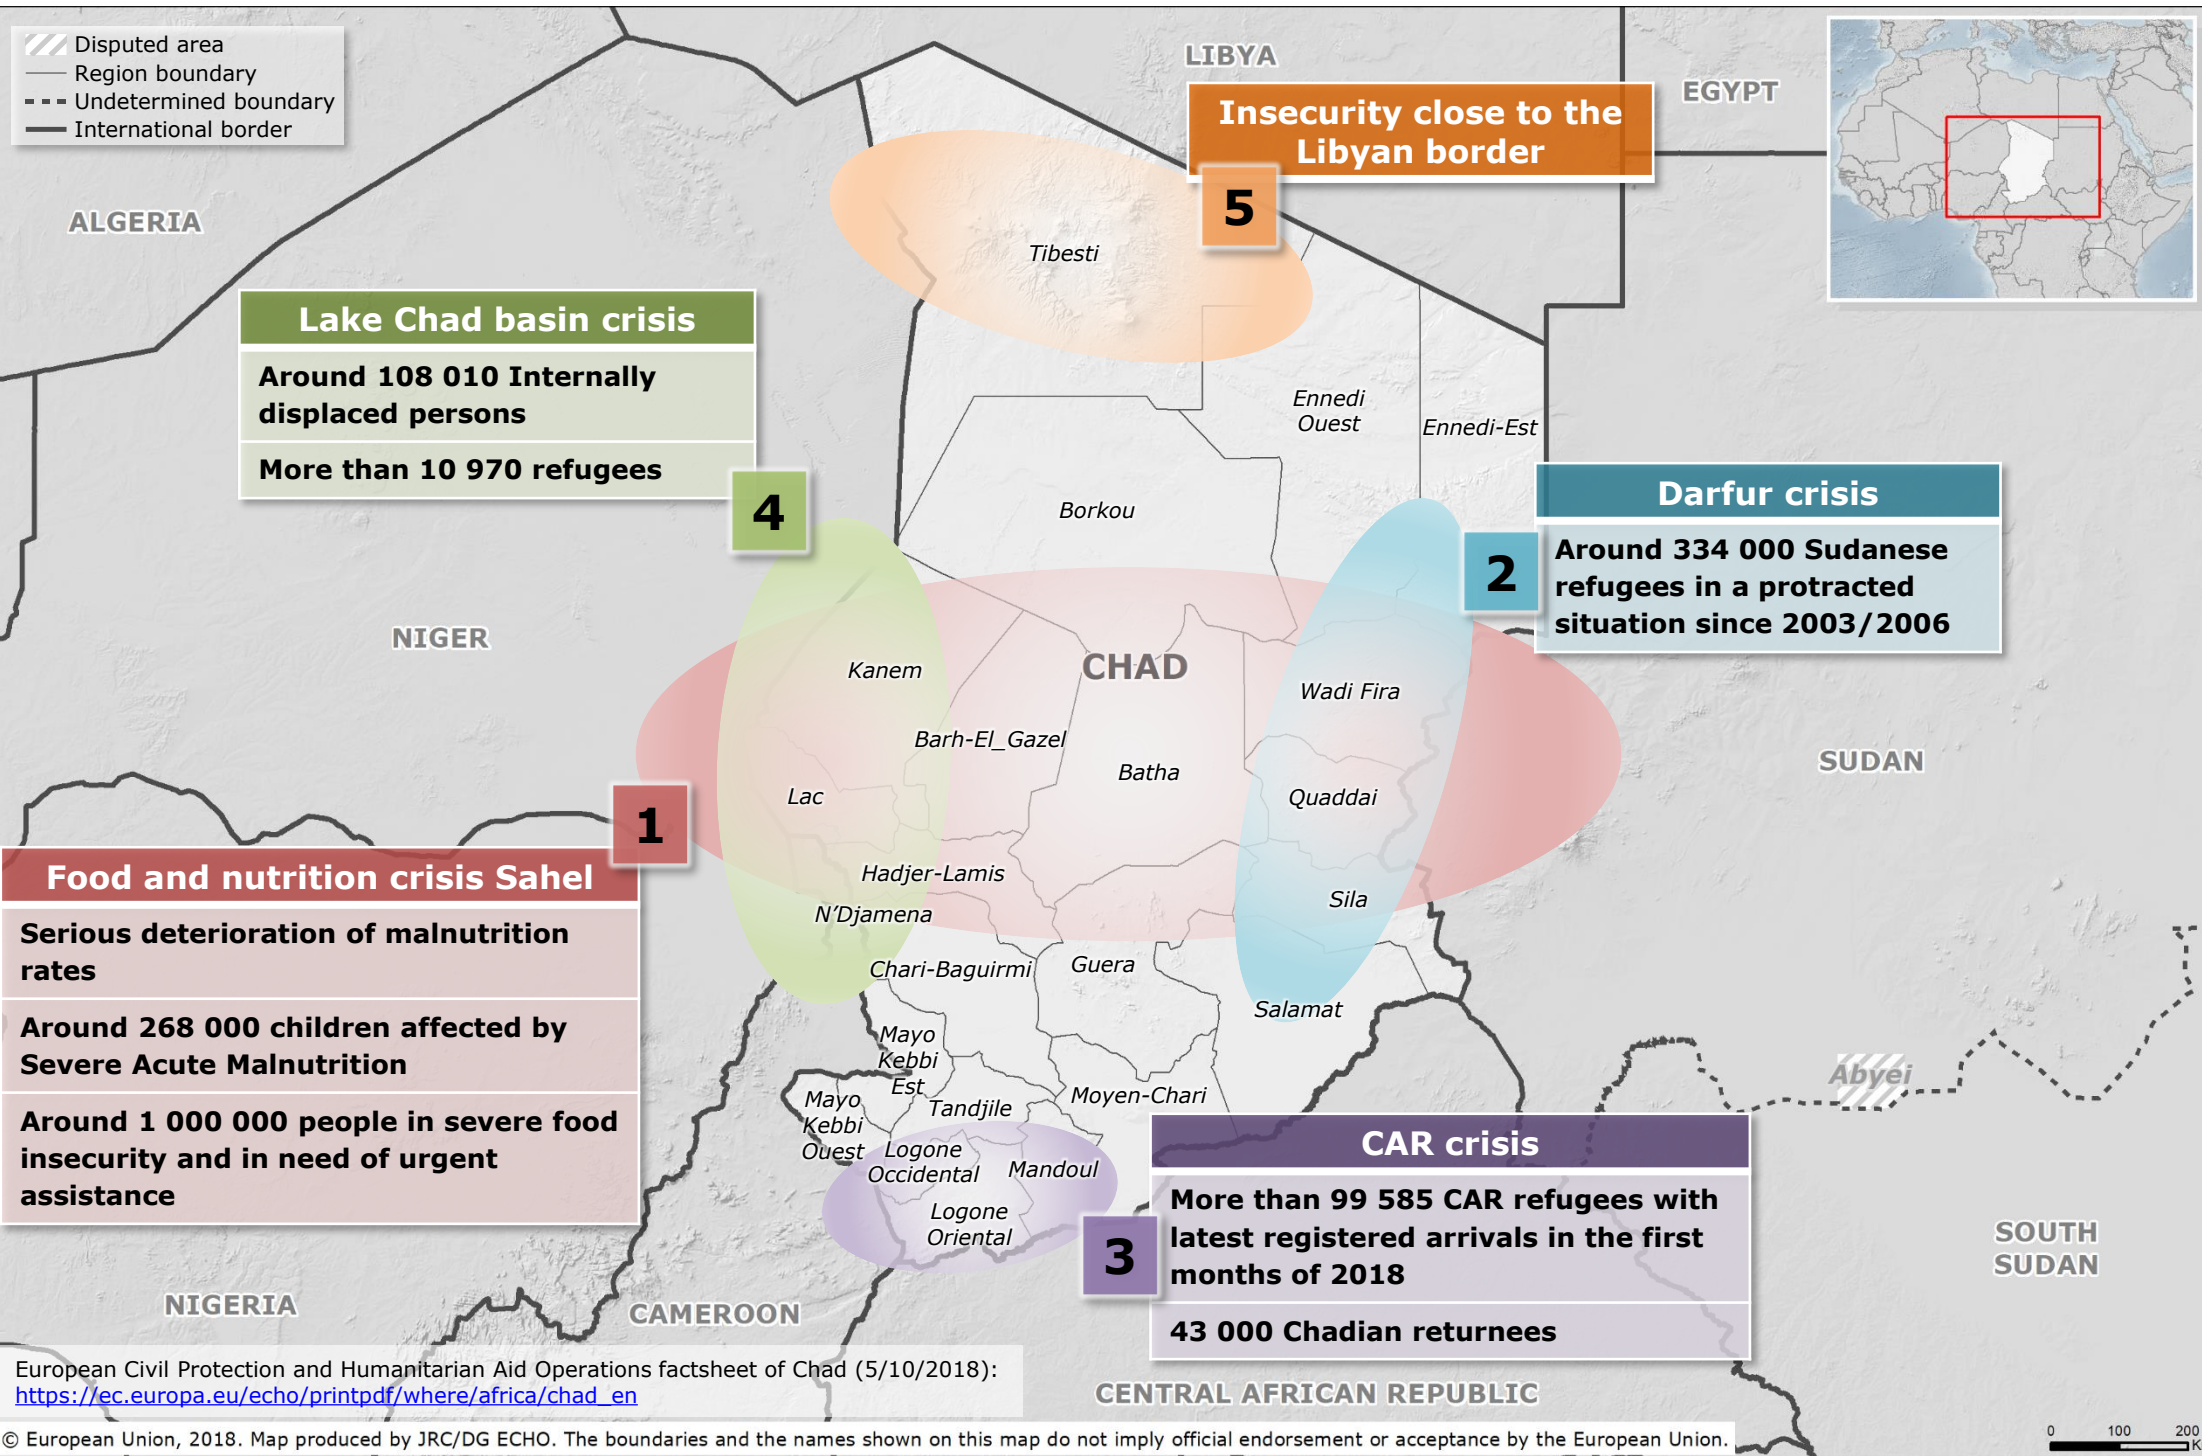 Disputed area
Region boundary
Undetermined boundary
International border
LIBYA
EGYPT
ALGERIA
Insecurity close to the
Libyan border
5
Tibesti
Lake Chad basin crisis
Around 108 010 Internally
displaced persons
More than 10 970 refugees
4
Ennedi
Ouest
Ennedi-Est
Borkou
Darfur crisis
2
Around 334 000 Sudanese
refugees in a protracted
situation since 2003/2006
NIGER
CHAD
Kanem
Wadi Fira
Barh-El_Gazel
Batha
SUDAN
Lac
Quaddai
1
Food and nutrition crisis Sahel
Serious deterioration of malnutrition
rates
Around 268 000 children affected by
Severe Acute Malnutrition
Around 1 000 000 people in severe food
insecurity and in need of urgent
assistance
Hadjer-Lamis
Sila
N'Djamena
Chari-Baguirmi
Guera
Salamat
Mayo
Kebbi
Est
Abyei
Mayo
Kebbi
Ouest
Tandjile
Moyen-Chari
Logone
Occidental
Mandoul
Logone
Oriental
CAR crisis
3
More than 99 585 CAR refugees with
latest registered arrivals in the first
months of 2018
43 000 Chadian returnees
SOUTH
SUDAN
NIGERIA
CAMEROON
CENTRAL AFRICAN REPUBLIC
European Civil Protection and Humanitarian Aid Operations factsheet of Chad (5/10/2018):
https://ec.europa.eu/echo/printpdf/where/africa/chad_en
© European Union, 2018. Map produced by JRC/DG ECHO. The boundaries and the names shown on this map do not imply official endorsement or acceptance by the European Union.
0 100 200